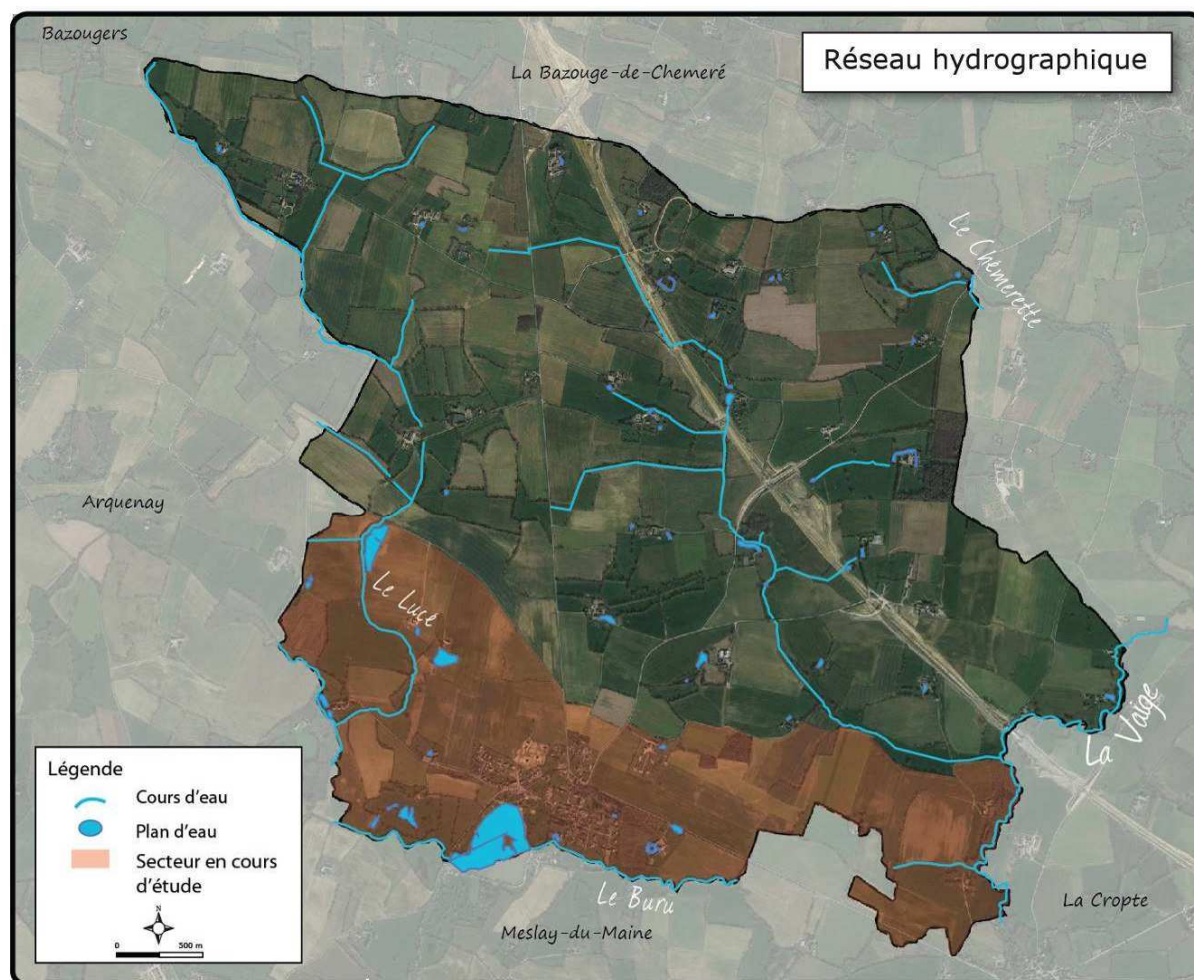 Bazougers
Réseau hydrographique
La Bazouge-de-Chemeré
Le Chémerette
Arquenay
Le Lucé
La Vaige
Légende
Cours d'eau
Plan d'eau
Secteur en cours
d'étude
N
0 500 m
Le Buru
La Cropte
Meslay-du-Maine